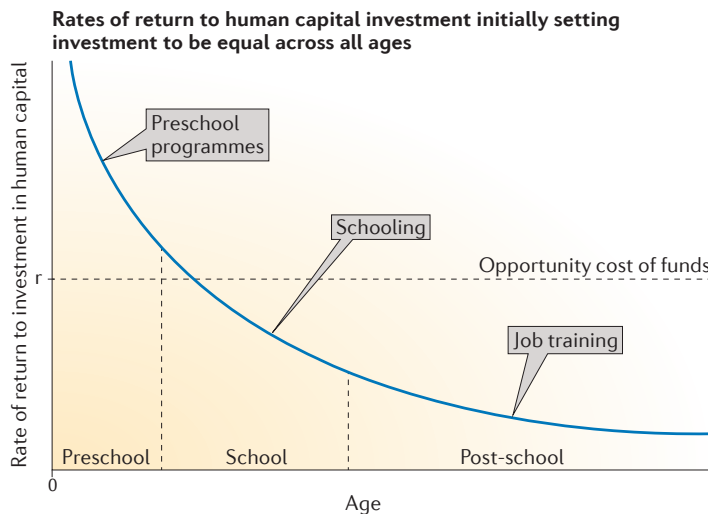 Rates of return to human capital investment initially setting
investment to be equal across all ages
Rate of return to investment in human capital
Preschool
programmes
Schooling
Opportunity cost of funds
r
Job training
Preschool
School
Post-school
0
Age